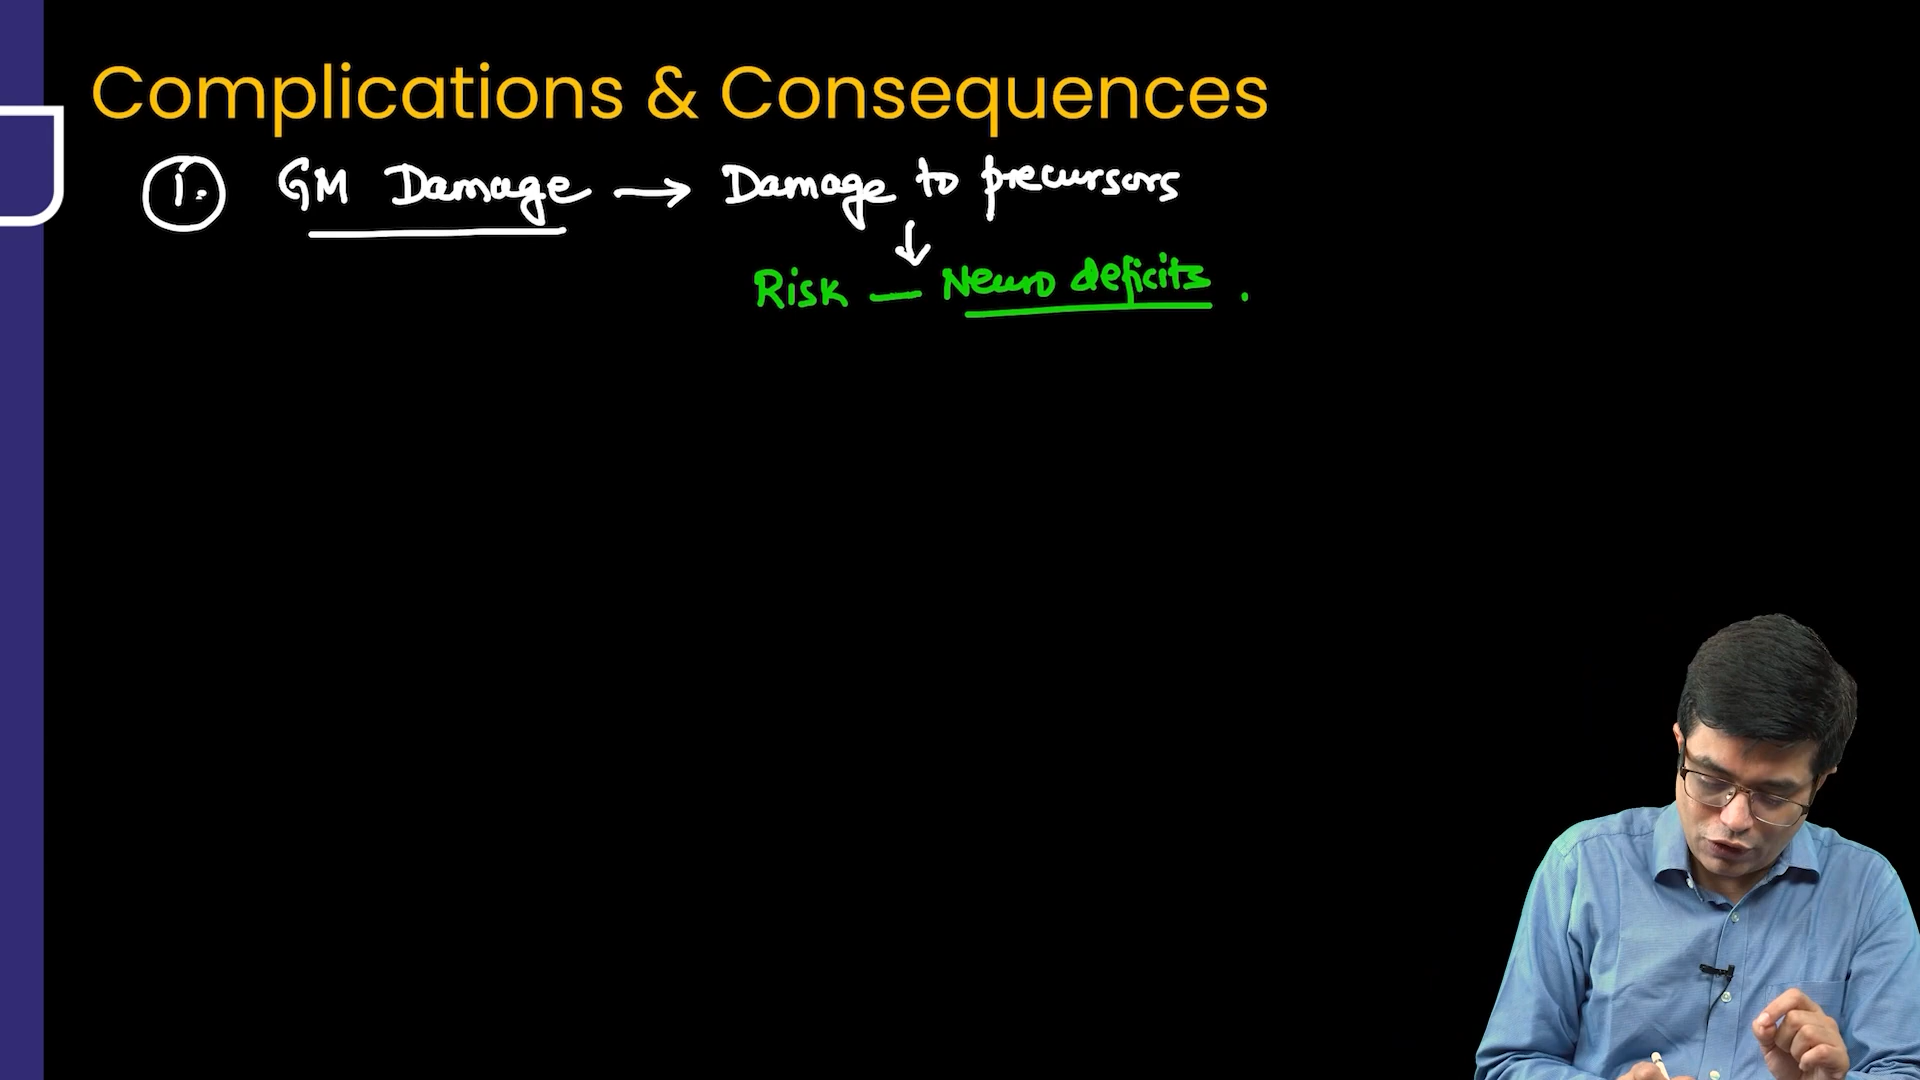 Complications & Consequences
1. GM Damage → Damage to precursors
↓
Risk — Neuro deficits.